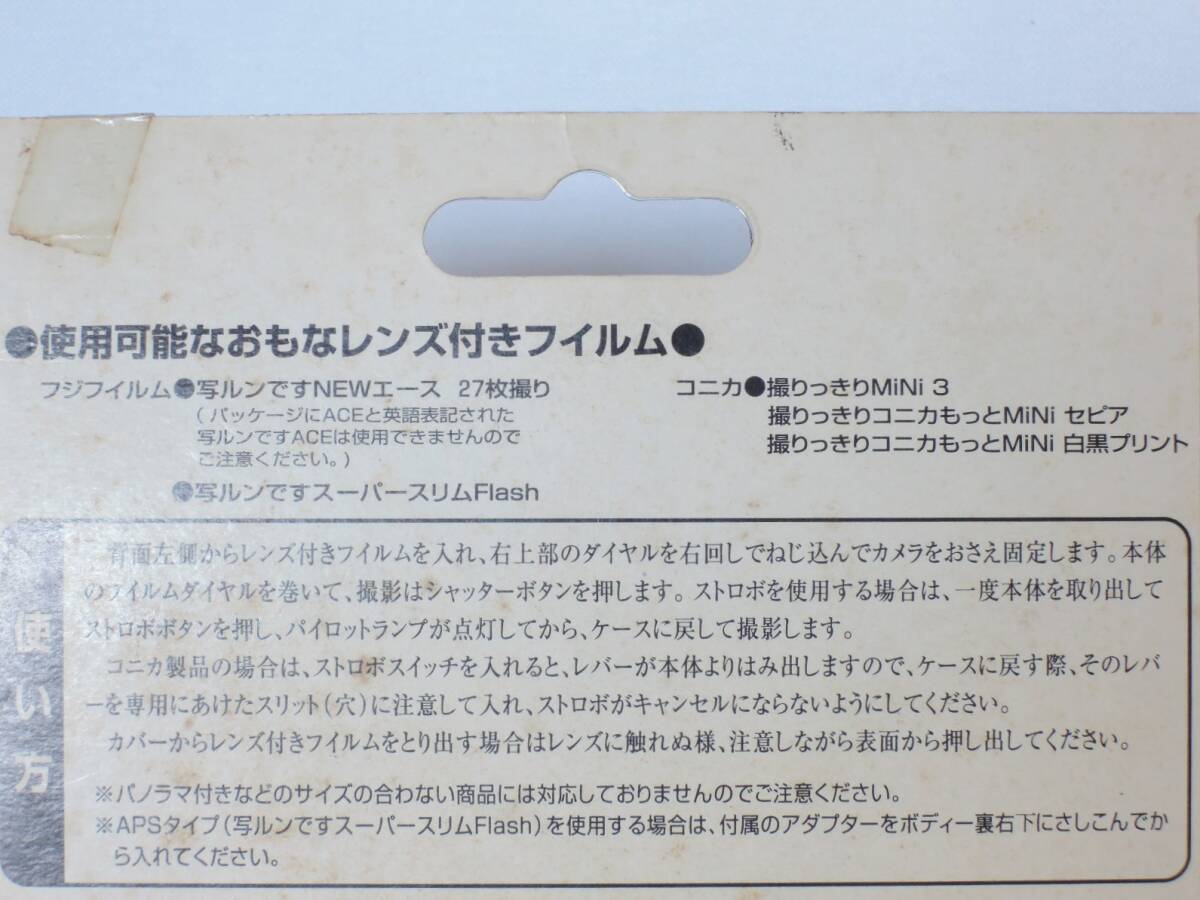 ●使用可能なおもなレンズ付きフイルム●
フジフイルム●写ルンですNEWエース 27枚撮り
(パッケージにACEと英語表記された
写ルンですACEは使用できませんので
ご注意ください。)
●写ルンですスーパースリムFlash
コニカ●撮りっきりMiNi 3
撮りっきりコニカもっとMiNi セピア
撮りっきりコニカもっとMiNi 白黒プリント
使い方
背面左側からレンズ付きフイルムを入れ、右上部のダイヤルを右回しでねじ込んでカメラをおさえ固定します。本体
のフイルムダイヤルを巻いて、撮影はシャッターボタンを押します。ストロボを使用する場合は、一度本体を取り出して
ストロボボタンを押し、パイロットランプが点灯してから、ケースに戻して撮影します。
コニカ製品の場合は、ストロボスイッチを入れると、レバーが本体よりはみ出しますので、ケースに戻す際、そのレバ
ーを専用にあけたスリット(穴)に注意して入れ、ストロボがキャンセルにならないようにしてください。
カバーからレンズ付きフイルムをとり出す場合はレンズに触れぬ様、注意しながら表面から押し出してください。
※パノラマ付きなどのサイズの合わない商品には対応しておりませんのでご注意ください。
※APSタイプ(写ルンですスーパースリムFlash)を使用する場合は、付属のアダプターをボディー裏右下にさしこんでか
ら入れてください。